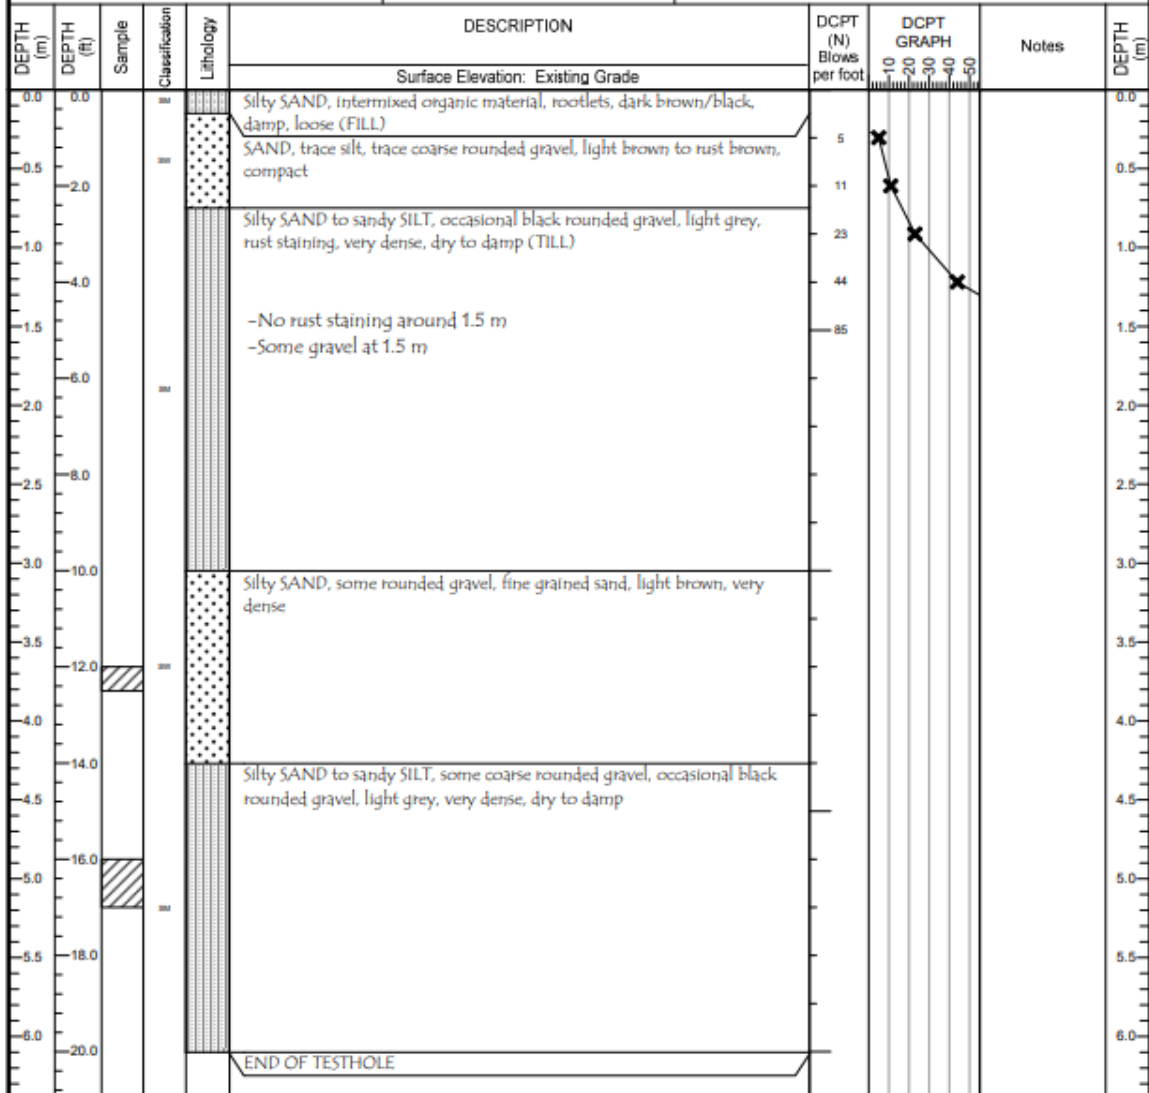 DEPTH (m)
DEPTH (ft)
Sample
Classification
Lithology
DESCRIPTION
Surface Elevation: Existing Grade
DCPT
(N)
Blows
per foot
DCPT
GRAPH
10 20 30 40 50
Notes
DEPTH (m)
0.0 0.0 SM Silty SAND, intermixed organic material, rootlets, dark brown/black, 0.0
damp, loose (FILL)
5
SAND, trace silt, trace coarse rounded gravel, light brown to rust brown,
0.5 compact 0.5
2.0 11
Silty SAND to sandy SILT, occasional black rounded gravel, light grey,
23
1.0 rust staining, very dense, dry to damp (TILL) 1.0
4.0 44
-No rust staining around 1.5 m
1.5 85 1.5
-Some gravel at 1.5 m
6.0
SM
2.0 2.0
8.0
2.5 2.5
3.0 3.0
10.0
Silty SAND, some rounded gravel, fine grained sand, light brown, very
dense
3.5 3.5
12.0
4.0 4.0
14.0
Silty SAND to sandy SILT, some coarse rounded gravel, occasional black
4.5 rounded gravel, light grey, very dense, dry to damp 4.5
16.0
5.0 5.0
SM
18.0
5.5 5.5
6.0 6.0
20.0
END OF TESTHOLE